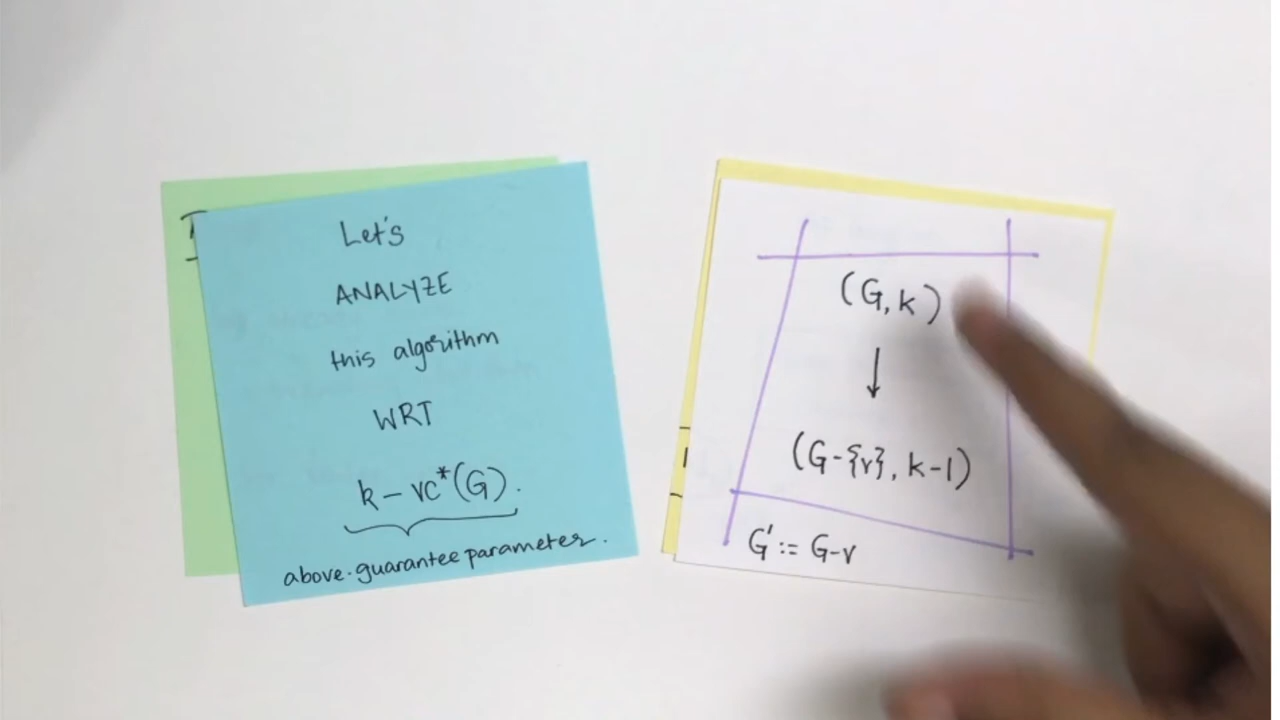 Let's
ANALYZE
this algorithm
WRT
k - vc*(G).
above-guarantee parameter.
(G, k)
↓
(G-{v}, k-1)
G' := G-v